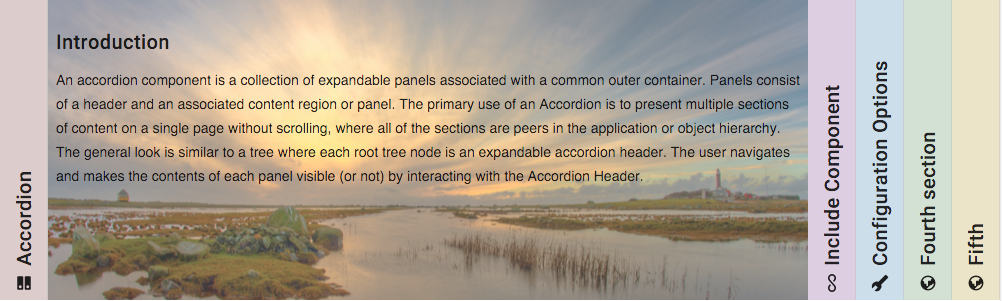 Accordion
Introduction
An accordion component is a collection of expandable panels associated with a common outer container. Panels consist
of a header and an associated content region or panel. The primary use of an Accordion is to present multiple sections
of content on a single page without scrolling, where all of the sections are peers in the application or object hierarchy.
The general look is similar to a tree where each root tree node is an expandable accordion header. The user navigates
and makes the contents of each panel visible (or not) by interacting with the Accordion Header.
Include Component
Configuration Options
Fourth section
Fifth